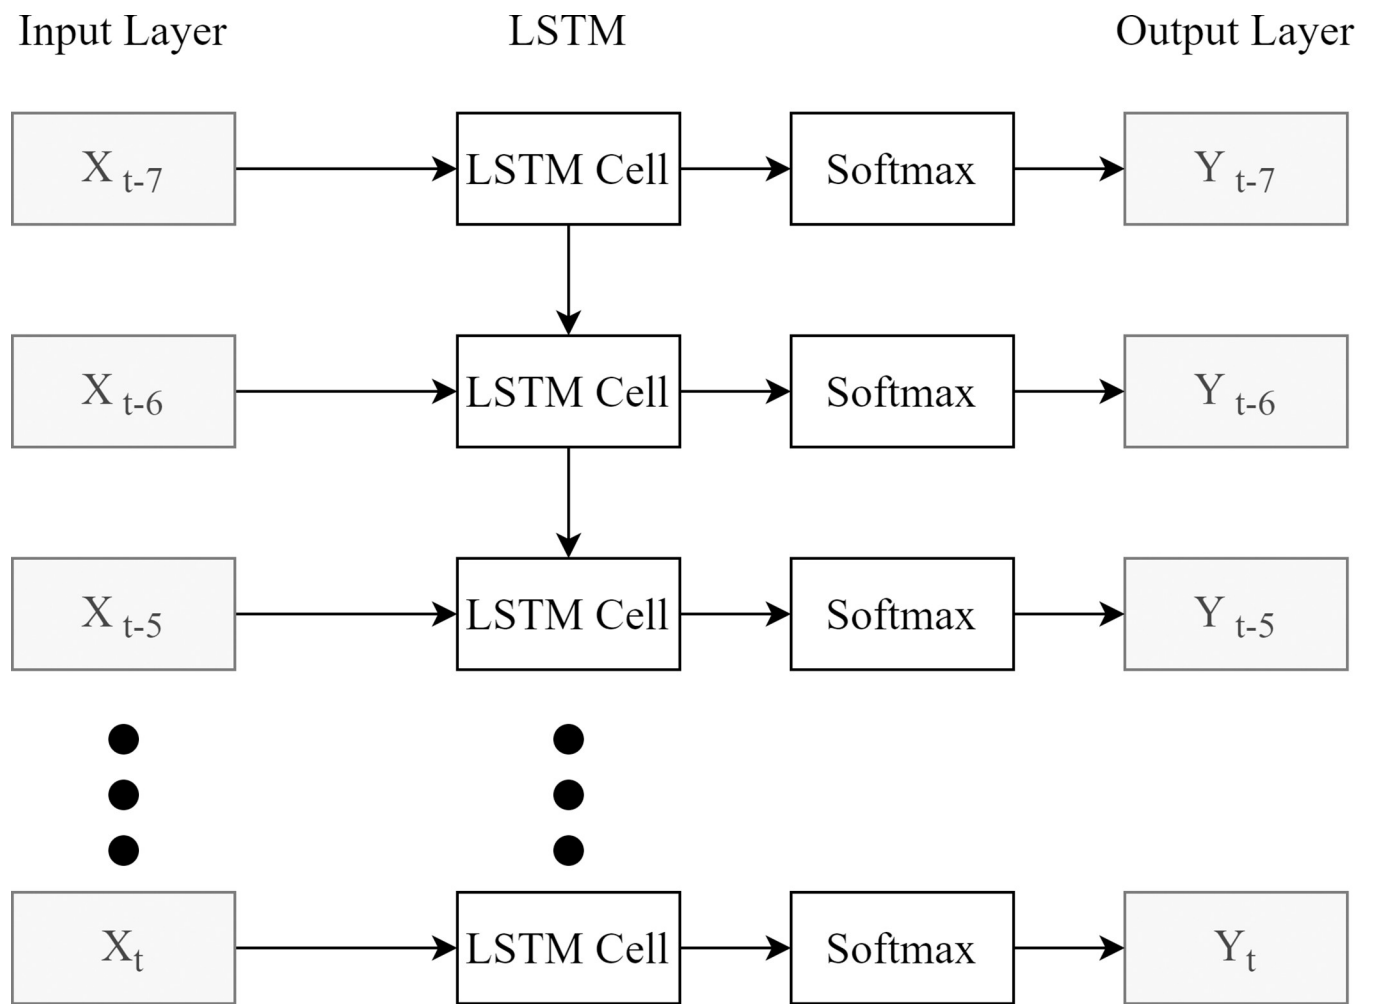 Input Layer LSTM Output Layer
X t-7 LSTM Cell Softmax Y t-7
X t-6 LSTM Cell Softmax Y t-6
X t-5 LSTM Cell Softmax Y t-5
Xt LSTM Cell Softmax Yt